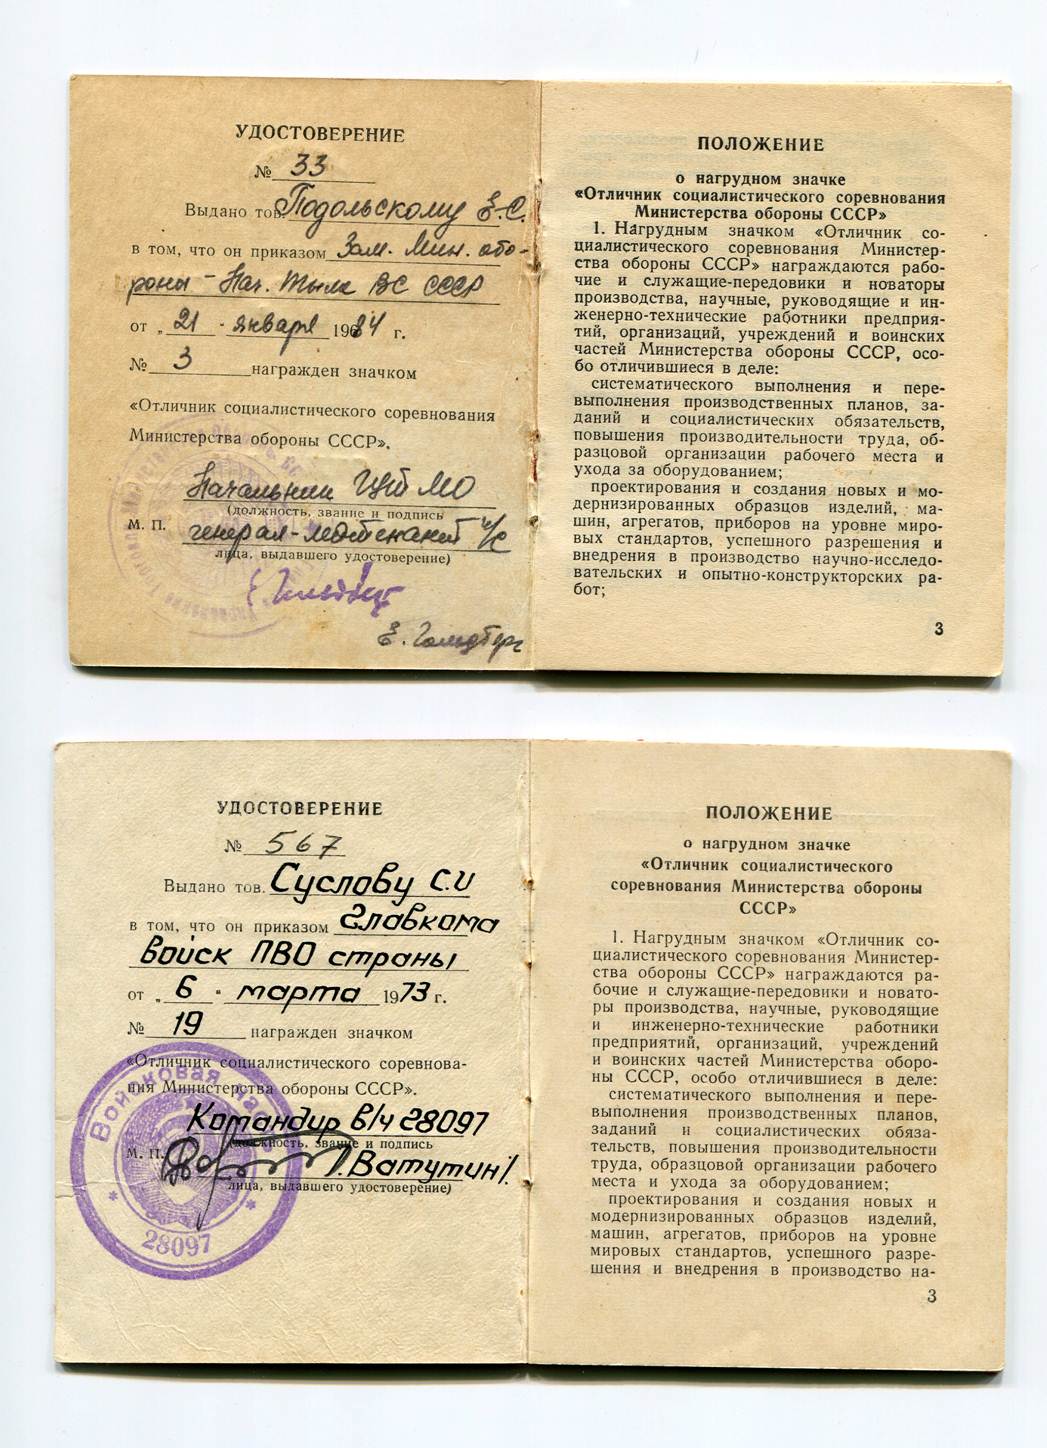 УДОСТОВЕРЕНИЕ
№ 33
Выдано тов. Подольскому Е.С.
в том, что он приказом Зам. Мин. обо-
роны - Нач. Тыла ВС СССР
от „21 " января 1984 г.
№ 3 награжден значком
«Отличник социалистического соревнования
Министерства обороны СССР».
Начальник МО
(должность, звание и подпись
М. П. генерал-лейтенант
лица, выдавшего удостоверение)
Е. Гольдберг
ПОЛОЖЕНИЕ
о нагрудном значке
«Отличник социалистического соревнования
Министерства обороны СССР»
1. Нагрудным значком «Отличник со-
циалистического соревнования Министер-
ства обороны СССР» награждаются рабо-
чие и служащие-передовики и новаторы
производства, научные, руководящие и ин-
женерно-технические работники предприя-
тий, организаций, учреждений и воинских
частей Министерства обороны СССР, осо-
бо отличившиеся в деле:
систематического выполнения и пере-
выполнения производственных планов, за-
даний и социалистических обязательств,
повышения производительности труда, об-
разцовой организации рабочего места и
ухода за оборудованием;
проектирования и создания новых и мо-
дернизированных образцов изделий, ма-
шин, агрегатов, приборов на уровне миро-
вых стандартов, успешного разрешения и
внедрения в производство научно-исследо-
вательских и опытно-конструкторских ра-
бот;
3
УДОСТОВЕРЕНИЕ
№ 567
Выдано тов. Суслову С.И
в том, что он приказом Главкома
войск ПВО страны
от „6 " марта 1973 г.
№ 19 награжден значком
«Отличник социалистического соревнова-
ния Министерства обороны СССР».
Командир в/ч 28097
(должность, звание и подпись
М. П. Ватутин/.
лица, выдавшего удостоверение)
Войсковая часть
28097
ПОЛОЖЕНИЕ
о нагрудном значке
«Отличник социалистического
соревнования Министерства обороны
СССР»
1. Нагрудным значком «Отличник со-
циалистического соревнования Министер-
ства обороны СССР» награждаются ра-
бочие и служащие-передовики и новато-
ры производства, научные, руководящие
и инженерно-технические работники
предприятий, организаций, учреждений
и воинских частей Министерства оборо-
ны СССР, особо отличившиеся в деле:
систематического выполнения и пере-
выполнения производственных планов,
заданий и социалистических обяза-
тельств, повышения производительности
труда, образцовой организации рабочего
места и ухода за оборудованием;
проектирования и создания новых и
модернизированных образцов изделий,
машин, агрегатов, приборов на уровне
мировых стандартов, успешного разре-
шения и внедрения в производство на-
3